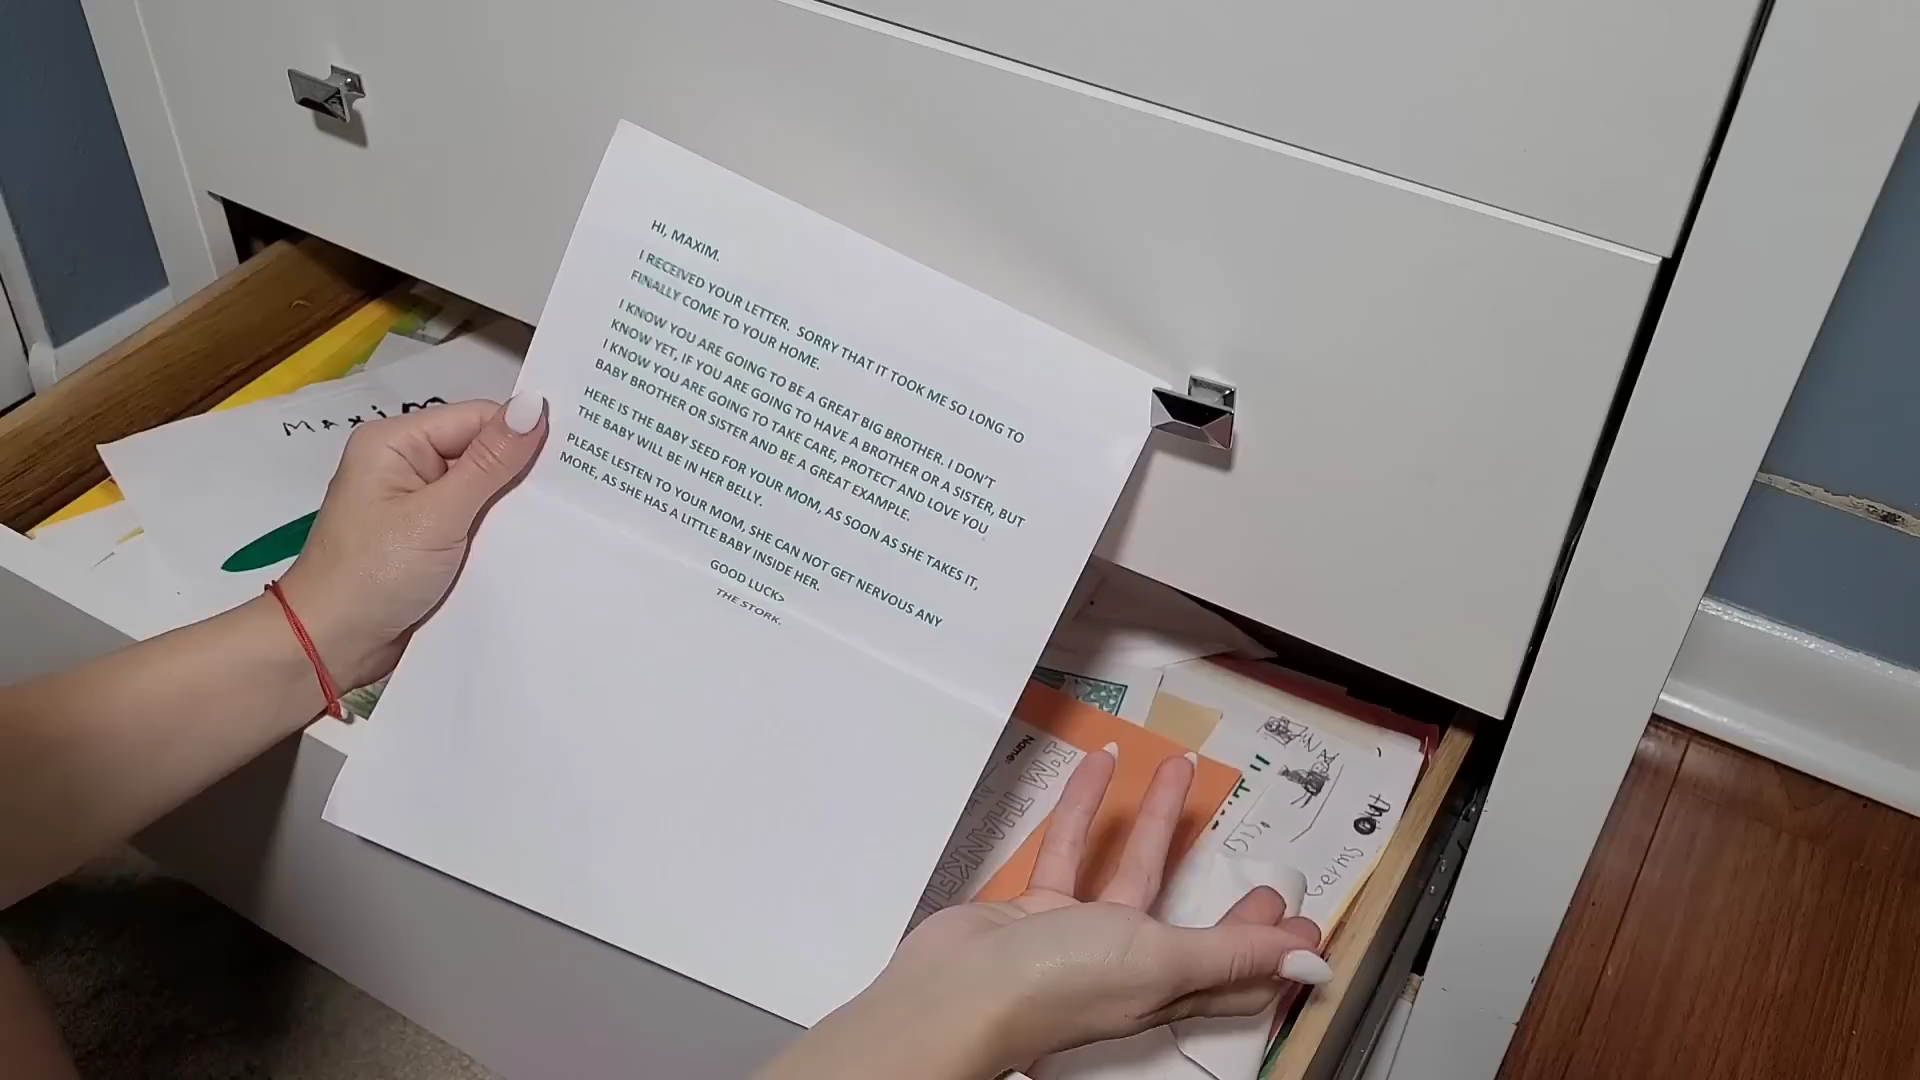 HI, MAXIM.
I RECEIVED YOUR LETTER. SORRY THAT IT TOOK ME SO LONG TO
FINALLY COME TO YOUR HOME.
I KNOW YOU ARE GOING TO BE A GREAT BIG BROTHER. I DON'T
KNOW YET, IF YOU ARE GOING TO HAVE A BROTHER OR A SISTER, BUT
I KNOW YOU ARE GOING TO TAKE CARE, PROTECT AND LOVE YOU
BABY BROTHER OR SISTER AND BE A GREAT EXAMPLE.
HERE IS THE BABY SEED FOR YOUR MOM, AS SOON AS SHE TAKES IT,
THE BABY WILL BE IN HER BELLY.
PLEASE LESTEN TO YOUR MOM, SHE CAN NOT GET NERVOUS ANY
MORE, AS SHE HAS A LITTLE BABY INSIDE HER.
GOOD LUCK>
THE STORK.
MAXIM
Name:
I'M THANKFUL
Germs
out